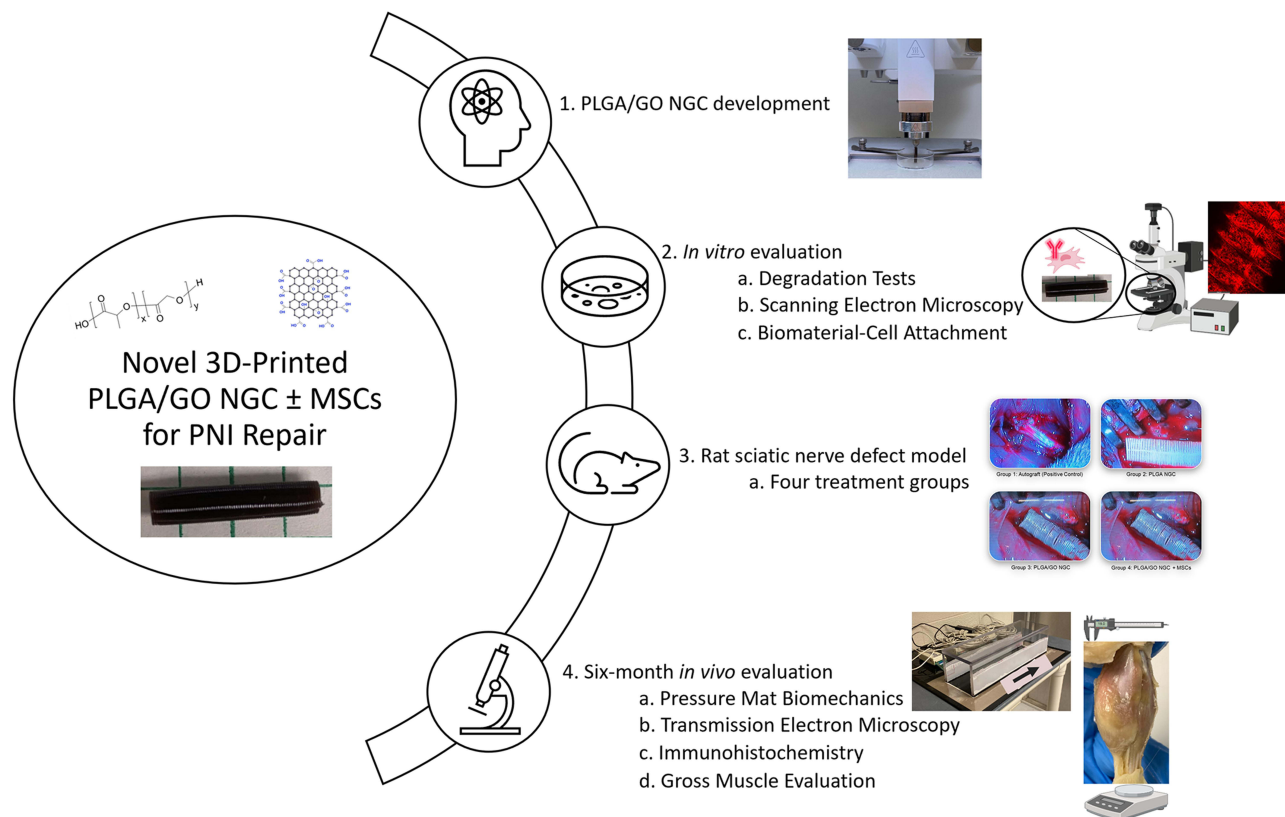 1. PLGA/GO NGC development
2. In vitro evaluation
a. Degradation Tests
b. Scanning Electron Microscopy
c. Biomaterial-Cell Attachment
HO
O
O
x
O
O
y
H
Novel 3D-Printed
PLGA/GO NGC ± MSCs
for PNI Repair
3. Rat sciatic nerve defect model
a. Four treatment groups
Group 1: Autograft (Positive Control)
Group 2: PLGA NGC
Group 3: PLGA/GO NGC
Group 4: PLGA/GO NGC + MSCs
4. Six-month in vivo evaluation
a. Pressure Mat Biomechanics
b. Transmission Electron Microscopy
c. Immunohistochemistry
d. Gross Muscle Evaluation